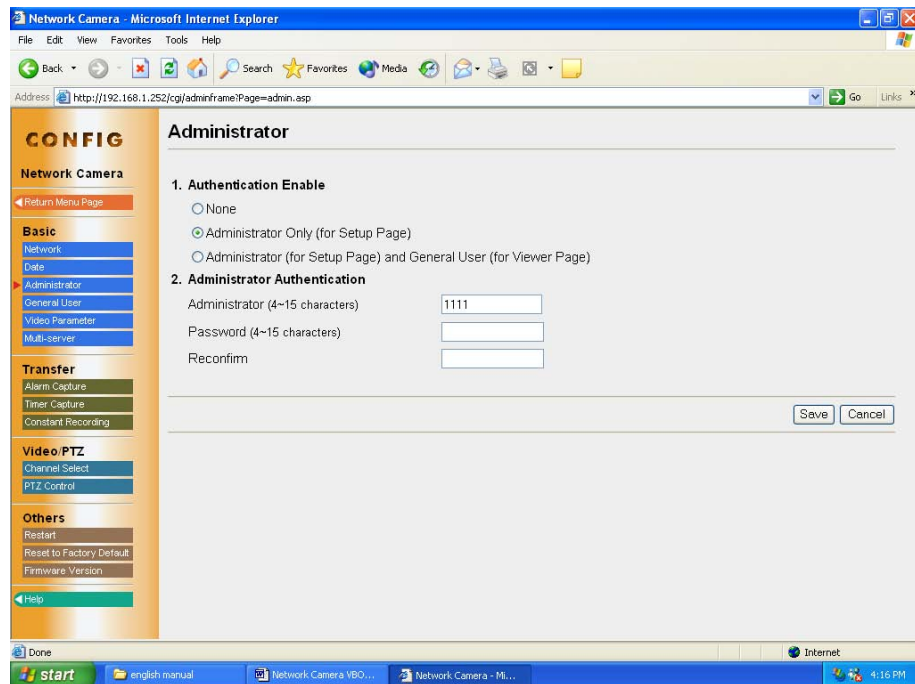 Network Camera - Microsoft Internet Explorer
File Edit View Favorites Tools Help
Back Search Favorites Media
Address http://192.168.1.252/cgi/adminframe?Page=admin.asp Go Links »
CONFIG
Network Camera
Return Menu Page
Basic
Network
Date
Administrator
General User
Video Parameter
Multi-server
Transfer
Alarm Capture
Timer Capture
Constant Recording
Video/PTZ
Channel Select
PTZ Control
Others
Restart
Reset to Factory Default
Firmware Version
Help
Administrator
1. Authentication Enable
None
Administrator Only (for Setup Page)
Administrator (for Setup Page) and General User (for Viewer Page)
2. Administrator Authentication
Administrator (4~15 characters) 1111
Password (4~15 characters)
Reconfirm
Save Cancel
Done Internet
start english manual Network Camera VBO... Network Camera - Mi... 4:16 PM